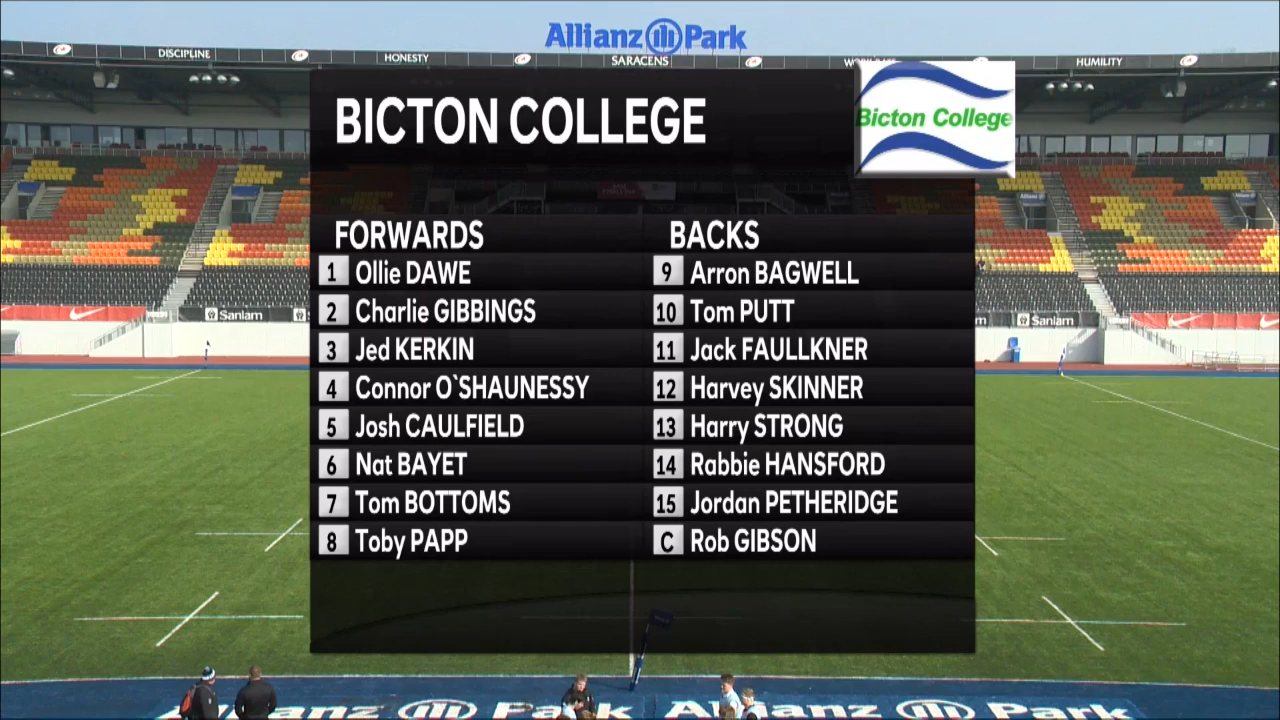 Allianz Park
DISCIPLINE
HONESTY
SARACENS
HUMILITY
BICTON COLLEGE
Bicton College
FORWARDS
1 Ollie DAWE
2 Charlie GIBBINGS
3 Jed KERKIN
4 Connor O`SHAUNESSY
5 Josh CAULFIELD
6 Nat BAYET
7 Tom BOTTOMS
8 Toby PAPP
BACKS
9 Arron BAGWELL
10 Tom PUTT
11 Jack FAULLKNER
12 Harvey SKINNER
13 Harry STRONG
14 Rabbie HANSFORD
15 Jordan PETHERIDGE
C Rob GIBSON
Sanlam
Sanlam
Allianz Park Allianz Park